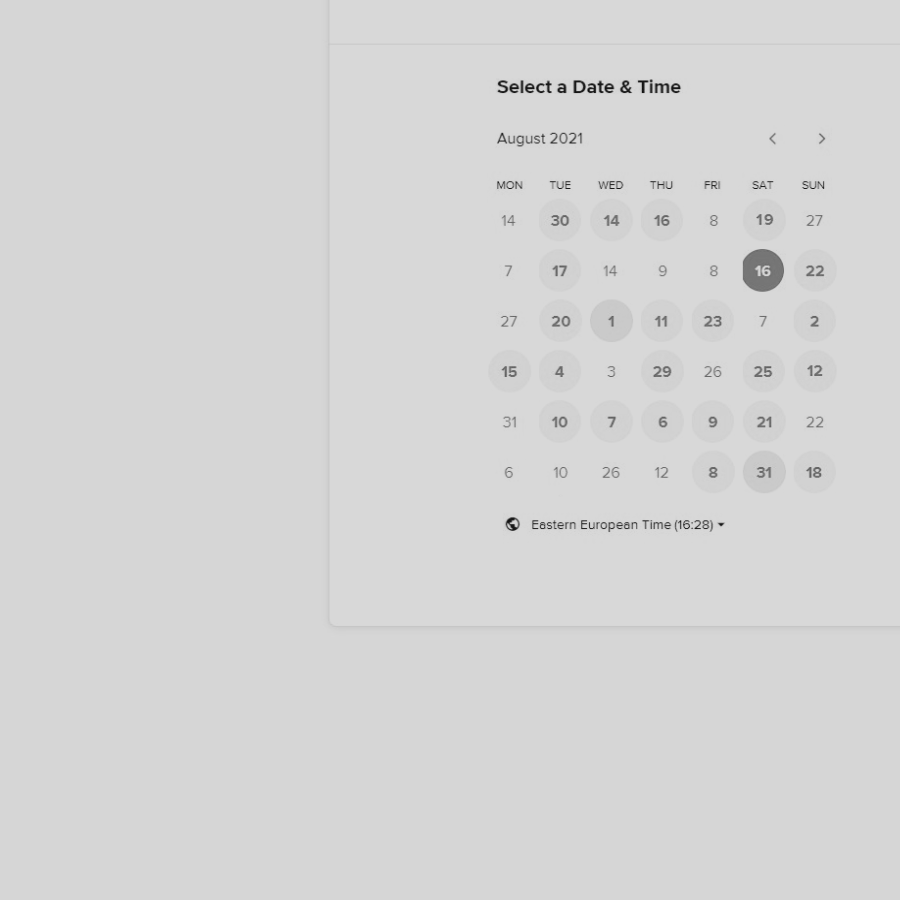 Select a Date & Time
August 2021
MON TUE WED THU FRI SAT SUN
14 30 14 16 8 19 27
7 17 14 9 8 16 22
27 20 1 11 23 7 2
15 4 3 29 26 25 12
31 10 7 6 9 21 22
6 10 26 12 8 31 18
Eastern European Time (16:28)